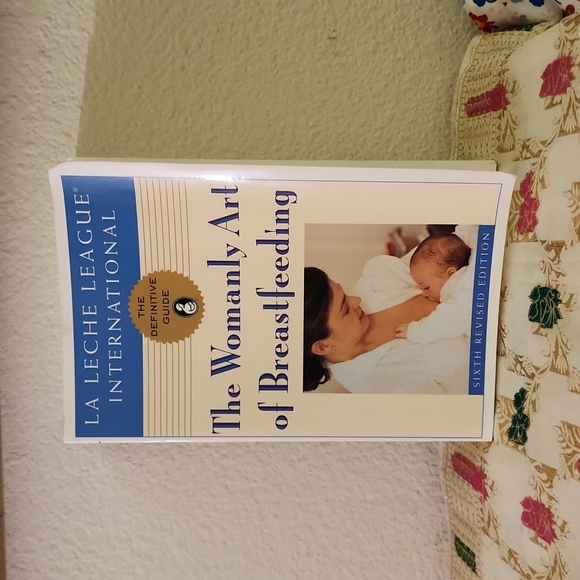 LA LECHE LEAGUE®
INTERNATIONAL
THE
DEFINITIVE
GUIDE
The Womanly Art
of Breastfeeding
SIXTH REVISED EDITION